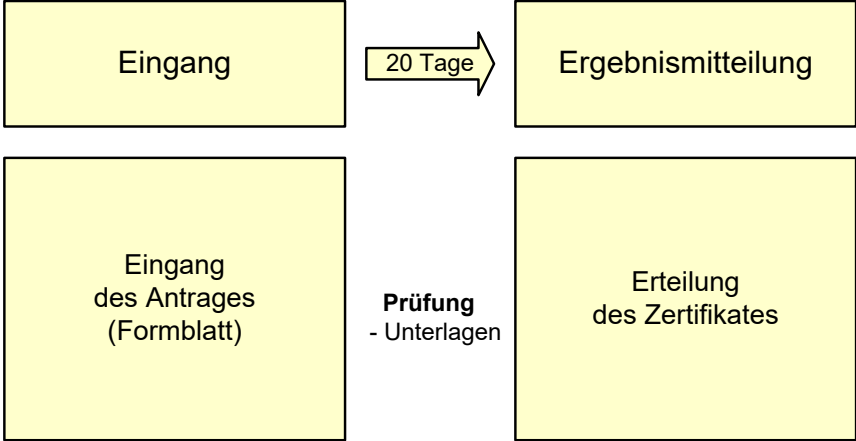 Eingang
20 Tage
Ergebnismitteilung
Eingang
des Antrages
(Formblatt)
Prüfung
- Unterlagen
Erteilung
des Zertifikates